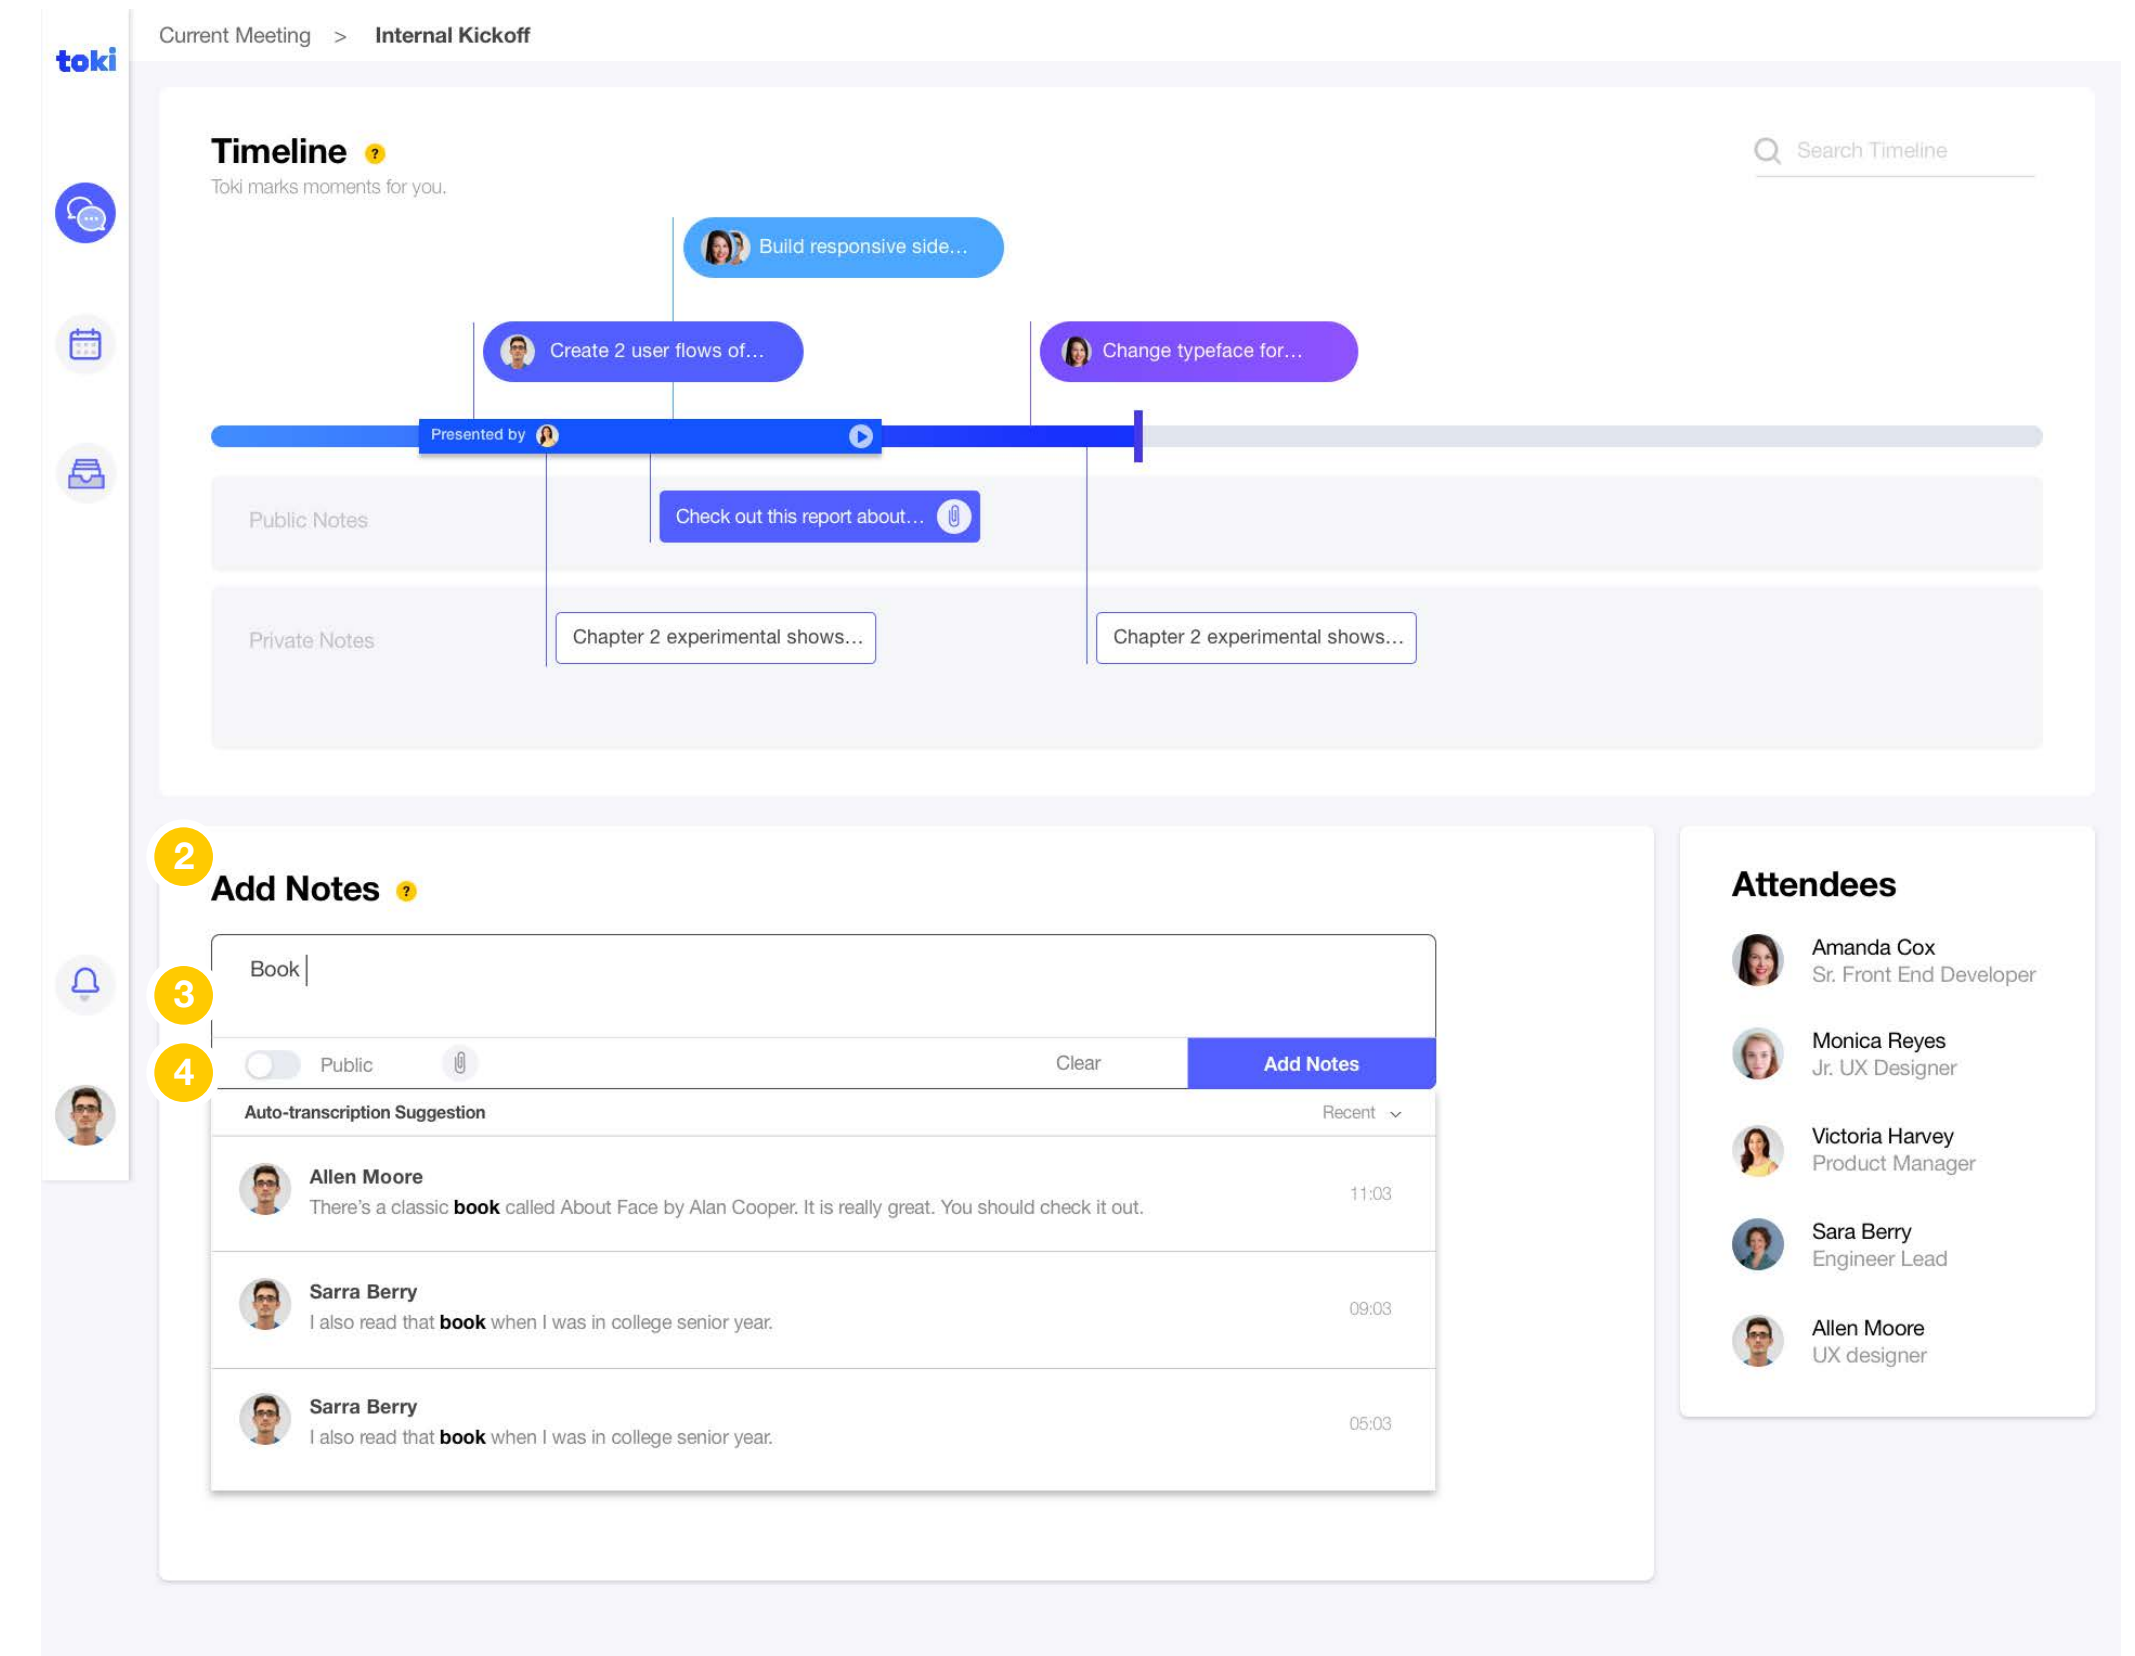 toki
Current Meeting > Internal Kickoff
Timeline ?
Toki marks moments for you.
Search Timeline
Build responsive side...
Create 2 user flows of...
Change typeface for...
Presented by
Public Notes
Check out this report about...
Private Notes
Chapter 2 experimental shows...
Chapter 2 experimental shows...
2
Add Notes ?
Book
3
4
Public
Clear
Add Notes
Auto-transcription Suggestion
Recent
Allen Moore
There's a classic book called About Face by Alan Cooper. It is really great. You should check it out.
11:03
Sarra Berry
I also read that book when I was in college senior year.
09:03
Sarra Berry
I also read that book when I was in college senior year.
05:03
Attendees
Amanda Cox
Sr. Front End Developer
Monica Reyes
Jr. UX Designer
Victoria Harvey
Product Manager
Sara Berry
Engineer Lead
Allen Moore
UX designer